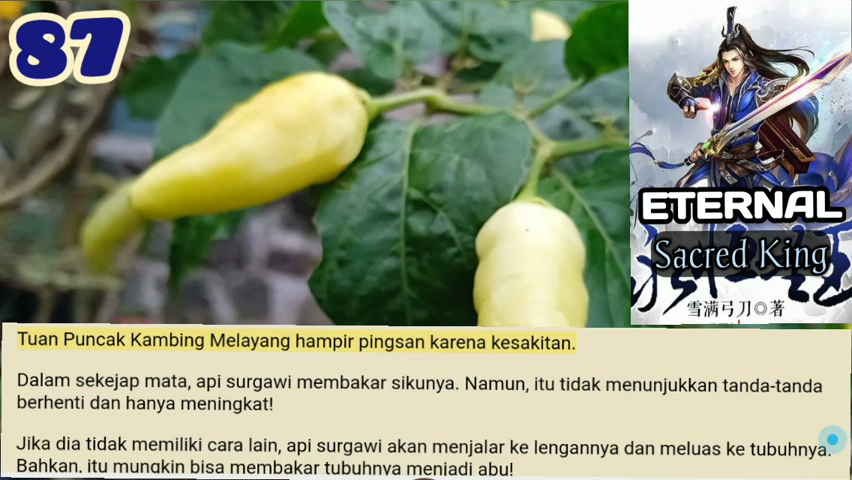 87
ETERNAL
Sacred King
雪满弓刀◎著
Tuan Puncak Kambing Melayang hampir pingsan karena kesakitan.
Dalam sekejap mata, api surgawi membakar sikunya. Namun, itu tidak menunjukkan tanda-tanda
berhenti dan hanya meningkat!
Jika dia tidak memiliki cara lain, api surgawi akan menjalar ke lengannya dan meluas ke tubuhnya.
Bahkan, itu mungkin bisa membakar tubuhnya menjadi abu!